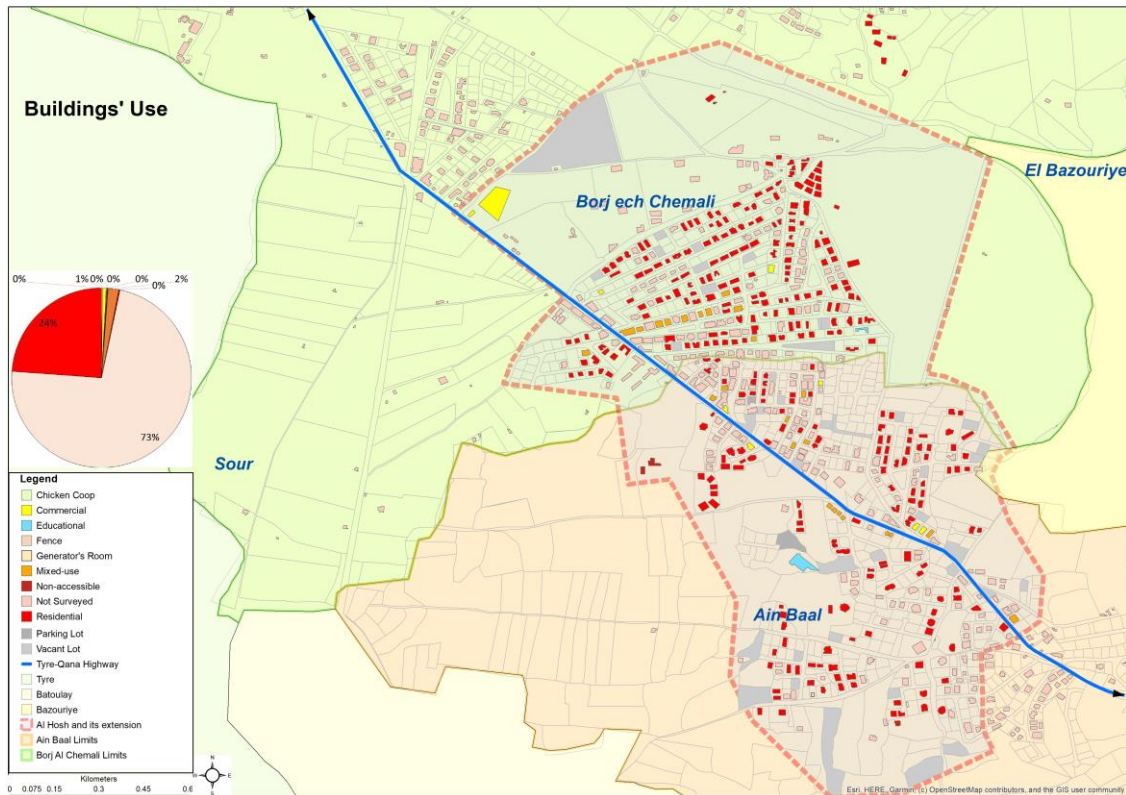 Buildings' Use
El Bazouriye
Borj ech Chemali
0%
1%
0%
0%
0%
0%
2%
24%
73%
Sour
Ain Baal
Legend
Chicken Coop
Commercial
Educational
Fence
Generator's Room
Mixed-use
Non-accessible
Not Surveyed
Residential
Parking Lot
Vacant Lot
Tyre-Qana Highway
Tyre
Batoulay
Bazouriye
Al Hosh and its extension
Ain Baal Limits
Borj Al Chemali Limits
Kilometers
0 0.075 0.15 0.3 0.45 0.6
N
W E
S
Esri, HERE, Garmin, (c) OpenStreetMap contributors, and the GIS user community